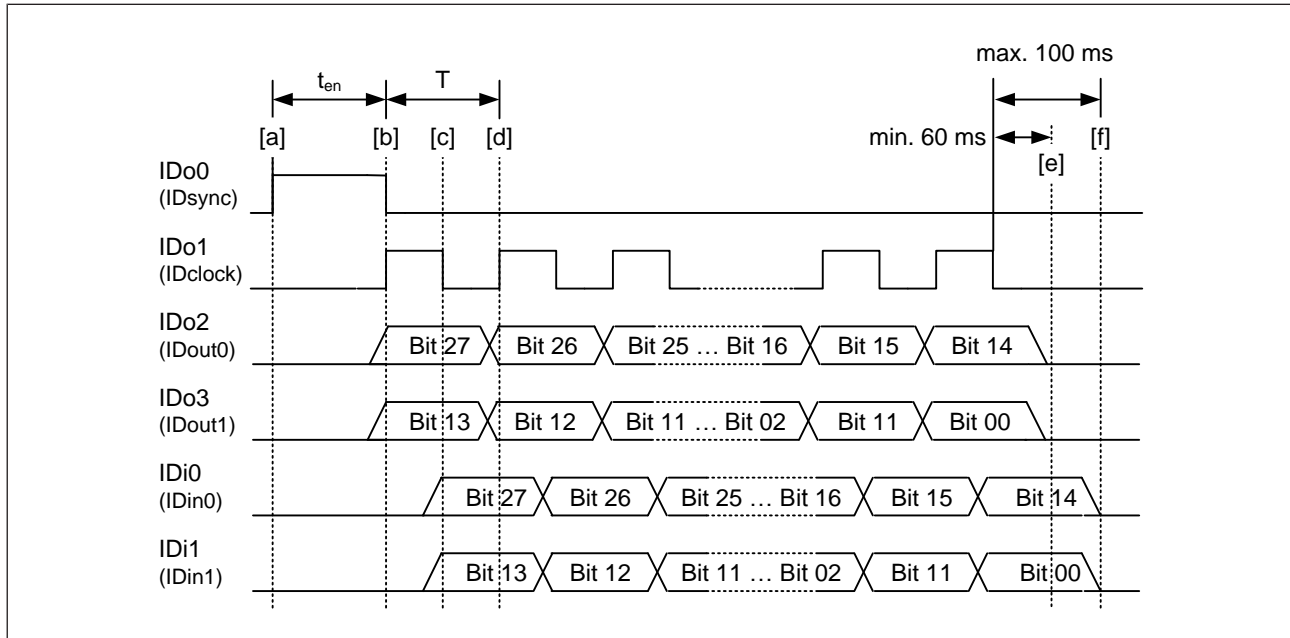 max. 100 ms
t_en T
min. 60 ms
[a] [b] [c] [d] [e] [f]
IDo0
(IDsync)
IDo1
(IDclock)
IDo2
(IDout0)
Bit 27 Bit 26 Bit 25 … Bit 16 Bit 15 Bit 14
IDo3
(IDout1)
Bit 13 Bit 12 Bit 11 … Bit 02 Bit 11 Bit 00
IDi0
(IDin0)
Bit 27 Bit 26 Bit 25 … Bit 16 Bit 15 Bit 14
IDi1
(IDin1)
Bit 13 Bit 12 Bit 11 … Bit 02 Bit 11 Bit 00